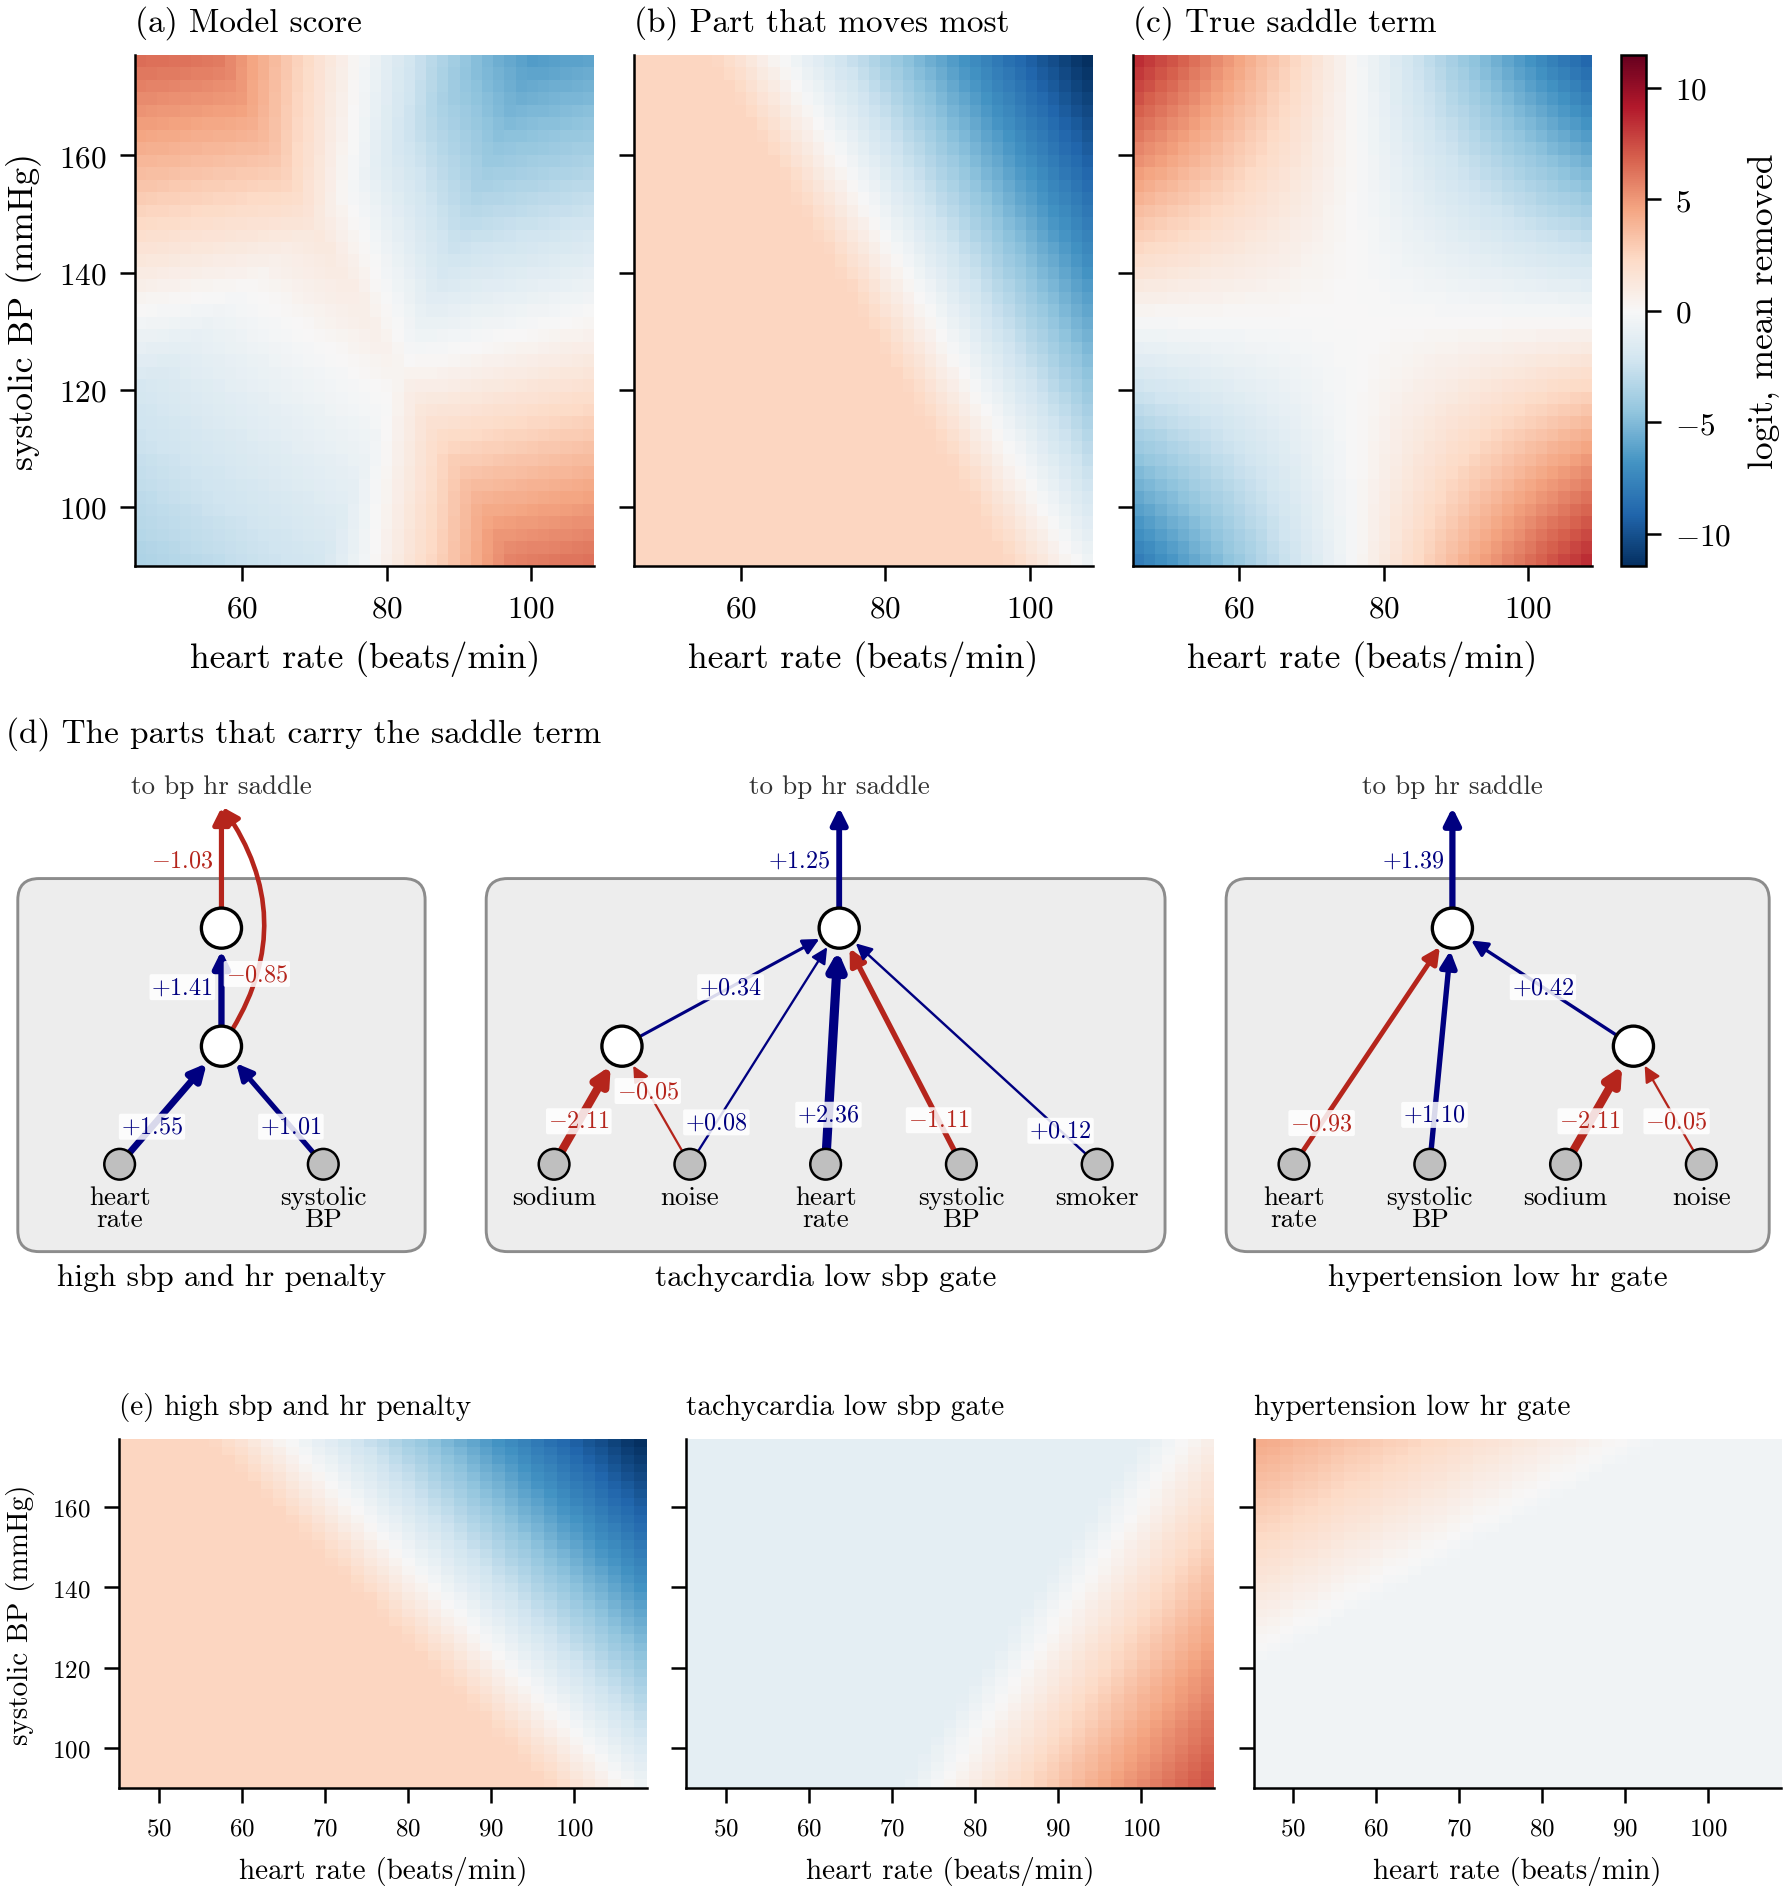 (a) Model score
(b) Part that moves most
(c) True saddle term
systolic BP (mmHg)
160
140
120
100
60
80
100
heart rate (beats/min)
60
80
100
heart rate (beats/min)
60
80
100
heart rate (beats/min)
10
5
0
−5
−10
logit, mean removed
(d) The parts that carry the saddle term
to bp hr saddle
−1.03
+1.41
−0.85
+1.55
+1.01
heart
rate
systolic
BP
high sbp and hr penalty
to bp hr saddle
+1.25
+0.34
−2.11
−0.05
+0.08
+2.36
−1.11
+0.12
sodium
noise
heart
rate
systolic
BP
smoker
tachycardia low sbp gate
to bp hr saddle
+1.39
+0.42
−0.93
+1.10
−2.11
−0.05
heart
rate
systolic
BP
sodium
noise
hypertension low hr gate
(e) high sbp and hr penalty
tachycardia low sbp gate
hypertension low hr gate
systolic BP (mmHg)
160
140
120
100
50
60
70
80
90
100
heart rate (beats/min)
50
60
70
80
90
100
heart rate (beats/min)
50
60
70
80
90
100
heart rate (beats/min)